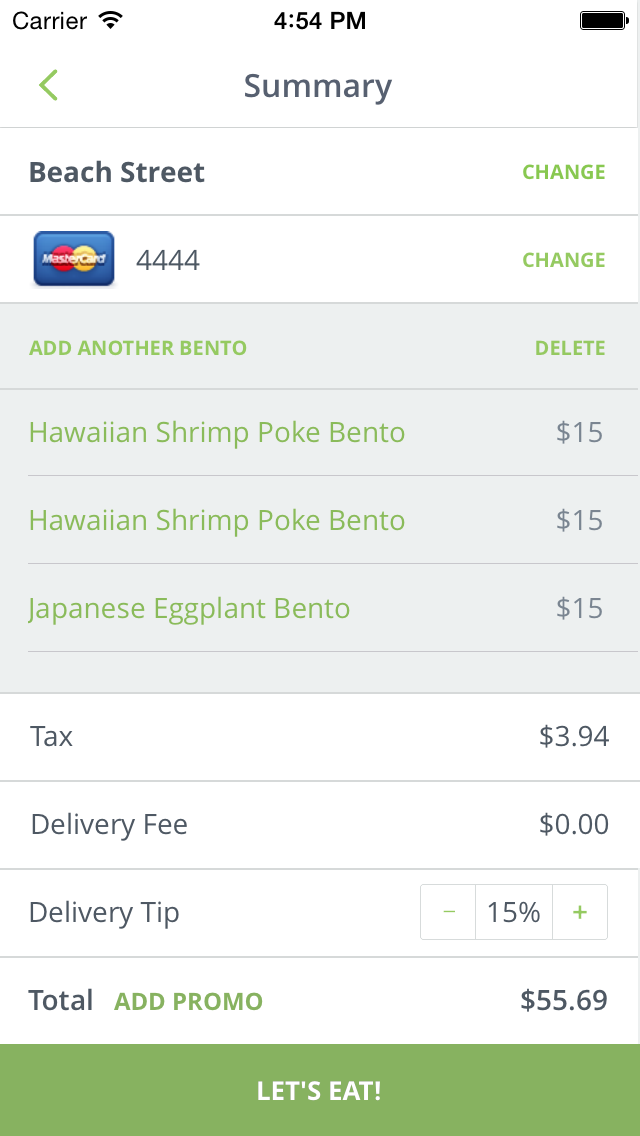 Carrier 4:54 PM
Summary
Beach Street CHANGE
MasterCard 4444 CHANGE
ADD ANOTHER BENTO DELETE
Hawaiian Shrimp Poke Bento $15
Hawaiian Shrimp Poke Bento $15
Japanese Eggplant Bento $15
Tax $3.94
Delivery Fee $0.00
Delivery Tip − 15% +
Total ADD PROMO $55.69
LET'S EAT!